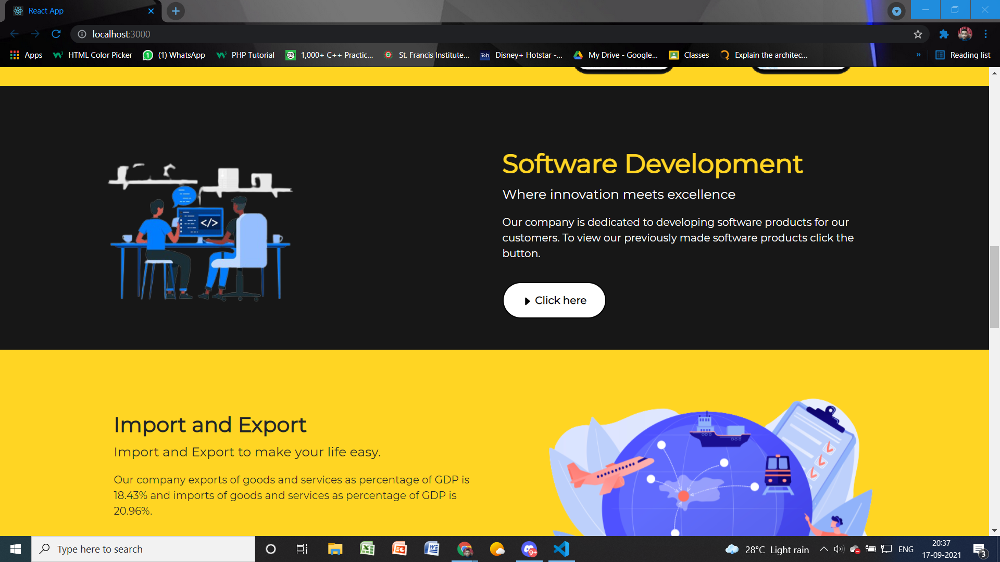 React App
localhost:3000
Apps
HTML Color Picker
(1) WhatsApp
PHP Tutorial
1,000+ C++ Practic...
St. Francis Institute...
Disney+ Hotstar -...
My Drive - Google...
Classes
Explain the architec...
»
Reading list
Software Development
Where innovation meets excellence
Our company is dedicated to developing software products for our
customers. To view our previously made software products click the
button.
</>
Click here
Import and Export
Import and Export to make your life easy.
Our company exports of goods and services as percentage of GDP is
18.43% and imports of goods and services as percentage of GDP is
20.96%.
Type here to search
9+
28°C Light rain
ENG
20:37
17-09-2021
3